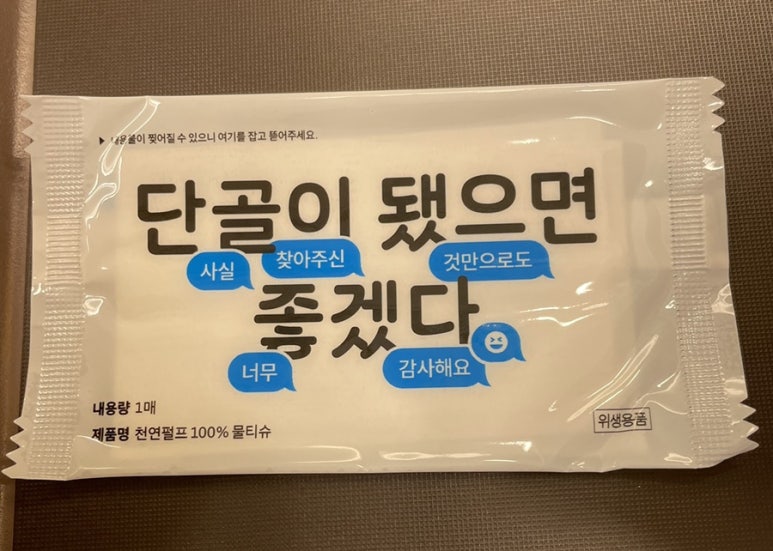 ▶ 내용물이 찢어질 수 있으니 여기를 잡고 뜯어주세요.
단골이 됐으면
사실 찾아주신 것만으로도
좋겠다
너무 감사해요
내용량 1매
제품명 천연펄프 100% 물티슈
위생용품